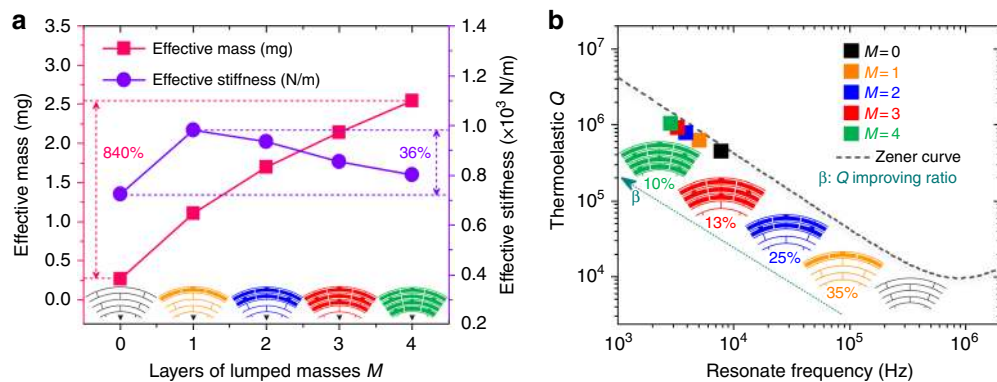 a
Effective mass (mg)
3.5
3.0
2.5
2.0
1.5
1.0
0.5
0.0
Effective mass (mg)
Effective stiffness (N/m)
840%
36%
1.4
1.2
1.1
1.0
0.8
0.6
0.4
0.2
Effective stiffness (×10³ N/m)
0 1 2 3 4
Layers of lumped masses M
b
Thermoelastic Q
10⁷
10⁶
10⁵
10⁴
M = 0
M = 1
M = 2
M = 3
M = 4
Zener curve
β: Q improving ratio
β
10%
13%
25%
35%
10³ 10⁴ 10⁵ 10⁶
Resonate frequency (Hz)